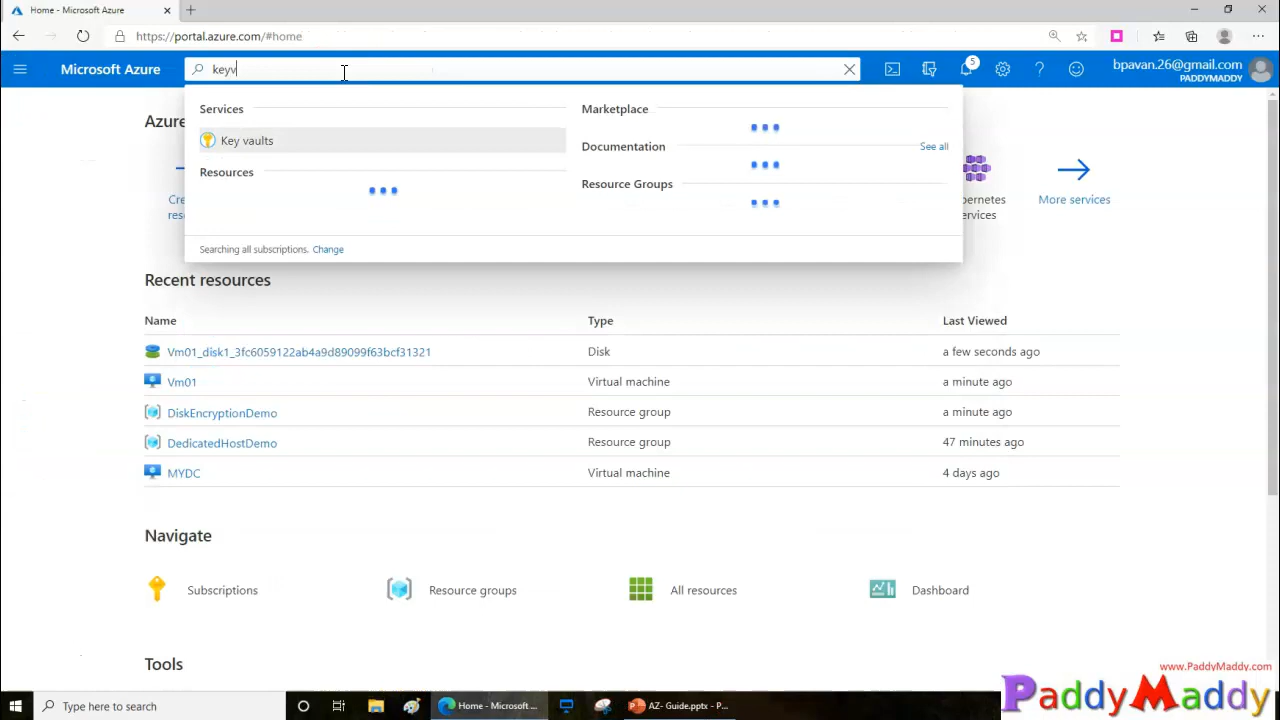 Home - Microsoft Azure
https://portal.azure.com/#home
Microsoft Azure
keyv
5
bpavan.26@gmail.com
PADDYMADDY
Services
Key vaults
Resources
Searching all subscriptions. Change
Marketplace
Documentation
See all
Resource Groups
Azure
Cre
res
bernetes
ervices
More services
Recent resources
Name Type Last Viewed
Vm01_disk1_3fc6059122ab4a9d89099f63bcf31321 Disk a few seconds ago
Vm01 Virtual machine a minute ago
DiskEncryptionDemo Resource group a minute ago
DedicatedHostDemo Resource group 47 minutes ago
MYDC Virtual machine 4 days ago
Navigate
Subscriptions Resource groups All resources Dashboard
Tools
www.PaddyMaddy.com
PaddyMaddy
Type here to search
Home - Microsoft ...
AZ- Guide.pptx - P...